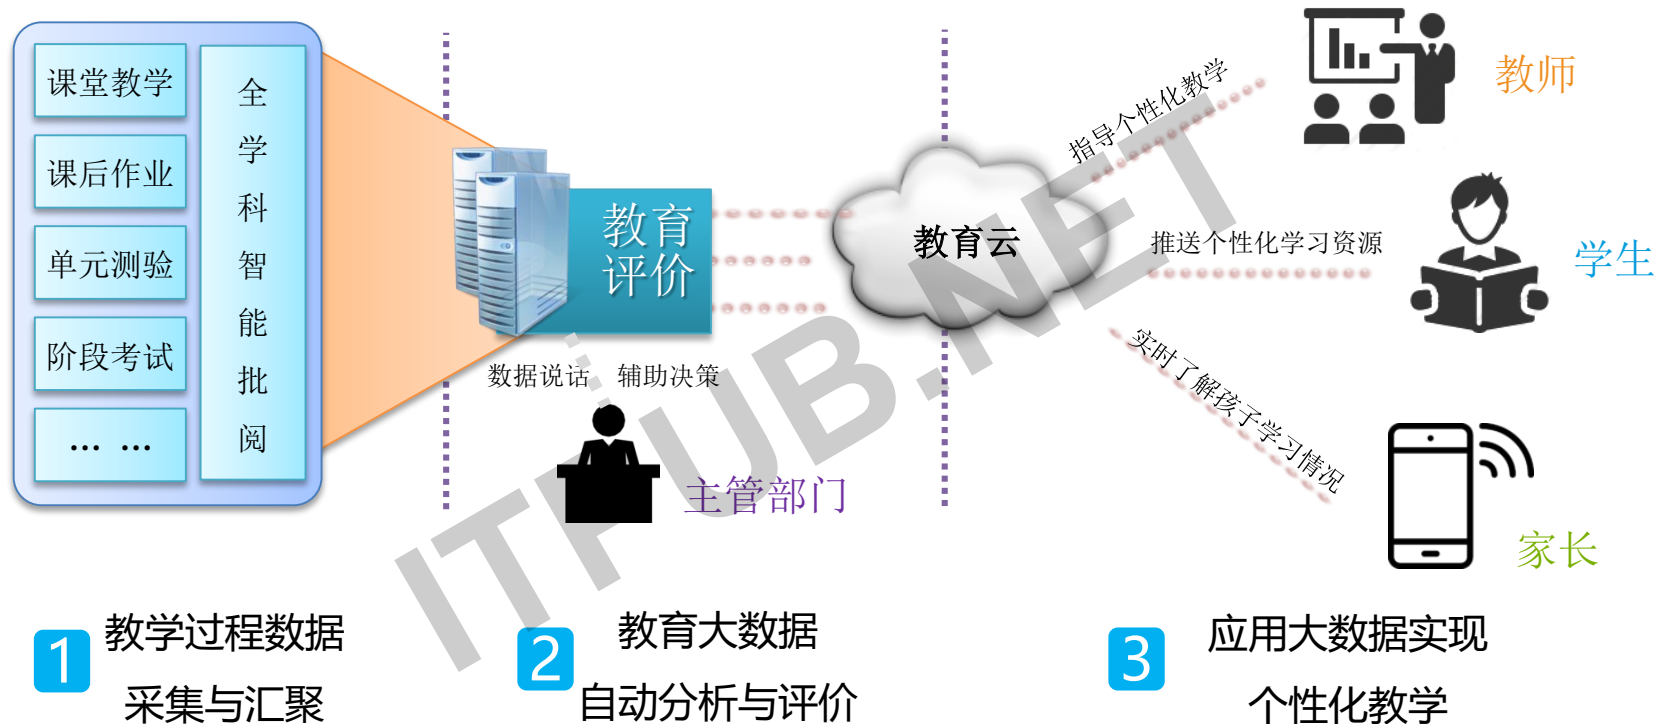 课堂教学
课后作业
单元测验
阶段考试
... ...
全学科智能批阅
教育
评价
数据说话 辅助决策
主管部门
教育云
指导个性化教学
推送个性化学习资源
实时了解孩子学习情况
教师
学生
家长
ITPUB.NET
1
教学过程数据
采集与汇聚
2
教育大数据
自动分析与评价
3
应用大数据实现
个性化教学